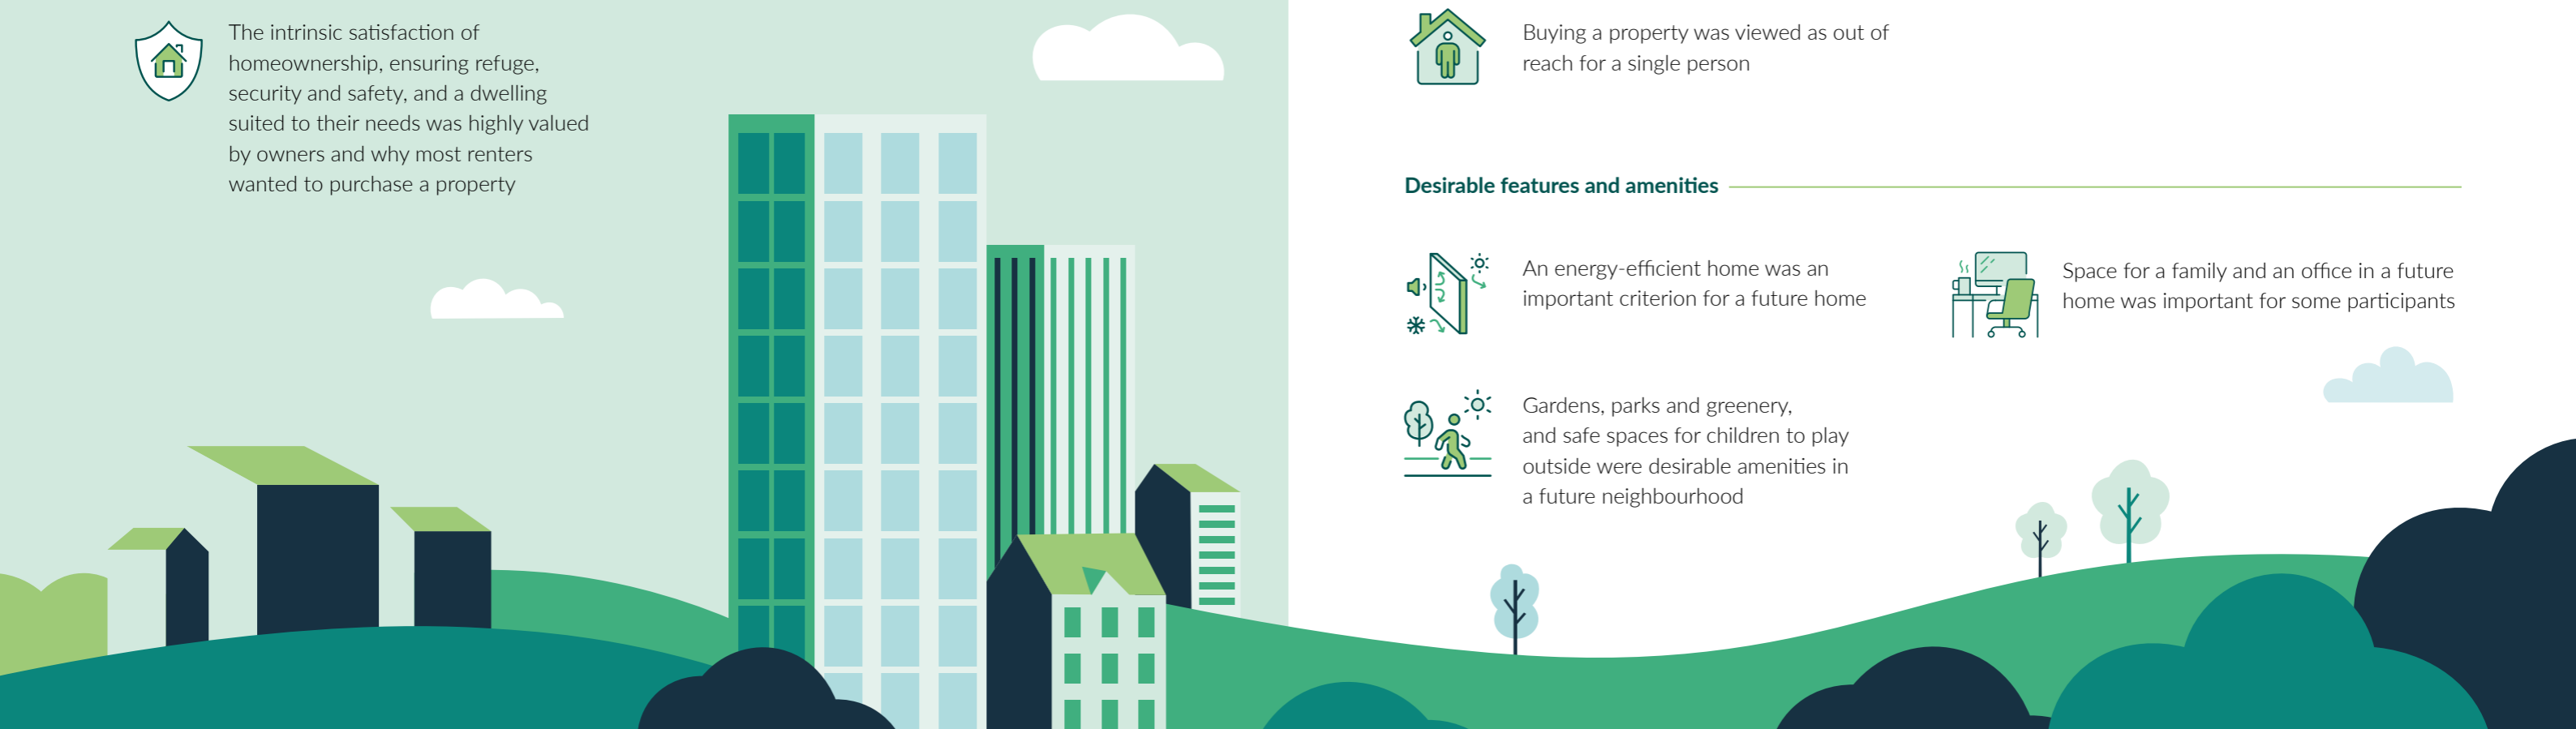 The intrinsic satisfaction of
homeownership, ensuring refuge,
security and safety, and a dwelling
suited to their needs was highly valued
by owners and why most renters
wanted to purchase a property
Buying a property was viewed as out of
reach for a single person
Desirable features and amenities
An energy-efficient home was an
important criterion for a future home
Space for a family and an office in a future
home was important for some participants
Gardens, parks and greenery,
and safe spaces for children to play
outside were desirable amenities in
a future neighbourhood